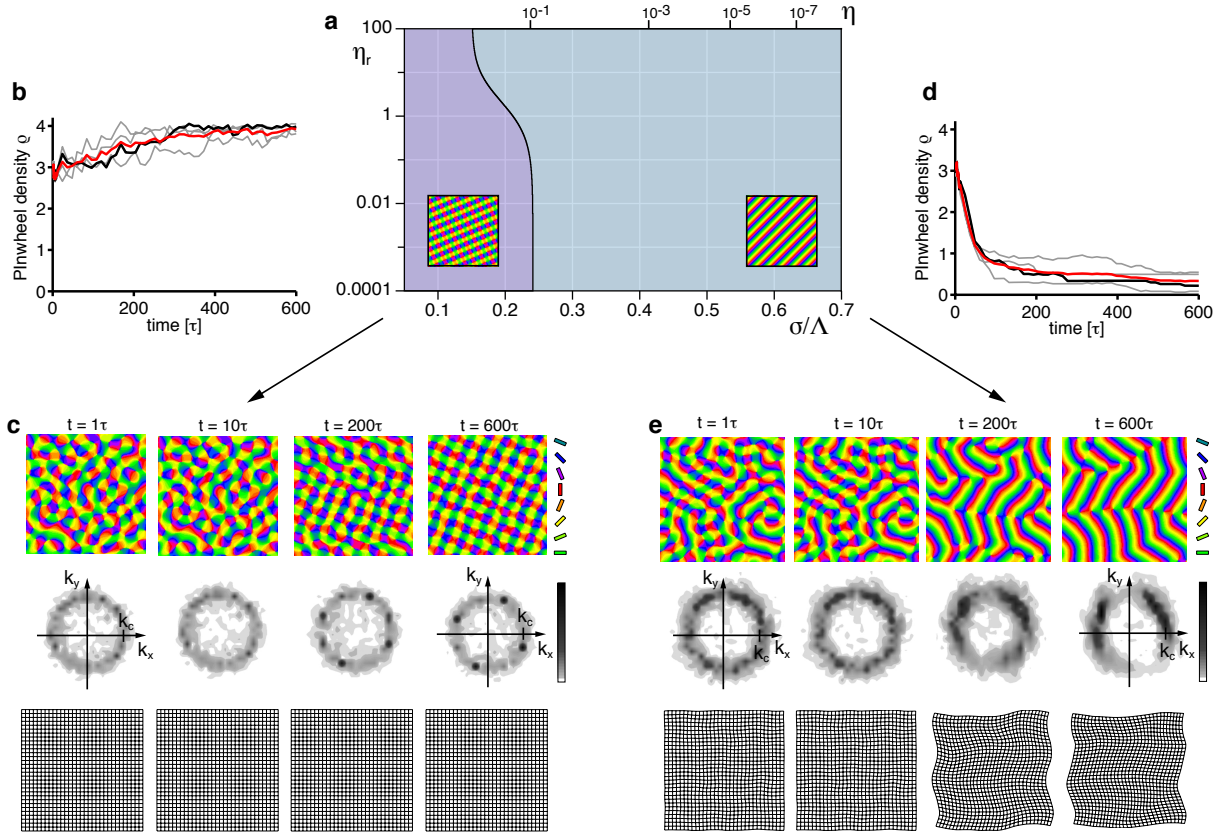 a
10⁻¹ 10⁻³ 10⁻⁵ 10⁻⁷ η
100
ηr
1
0.01
0.0001
0.1 0.2 0.3 0.4 0.5 0.6 0.7
σ/Λ
b
PInwheel density ϱ
4
3
2
1
0
0 200 400 600
time [τ]
d
PInwheel density ϱ
4
3
2
1
0
0 200 400 600
time [τ]
c
t = 1τ t = 10τ t = 200τ t = 600τ
ky
kc
kx
ky
kc
kx
e
t = 1τ t = 10τ t = 200τ t = 600τ
ky
kc
kx
ky
kc
kx